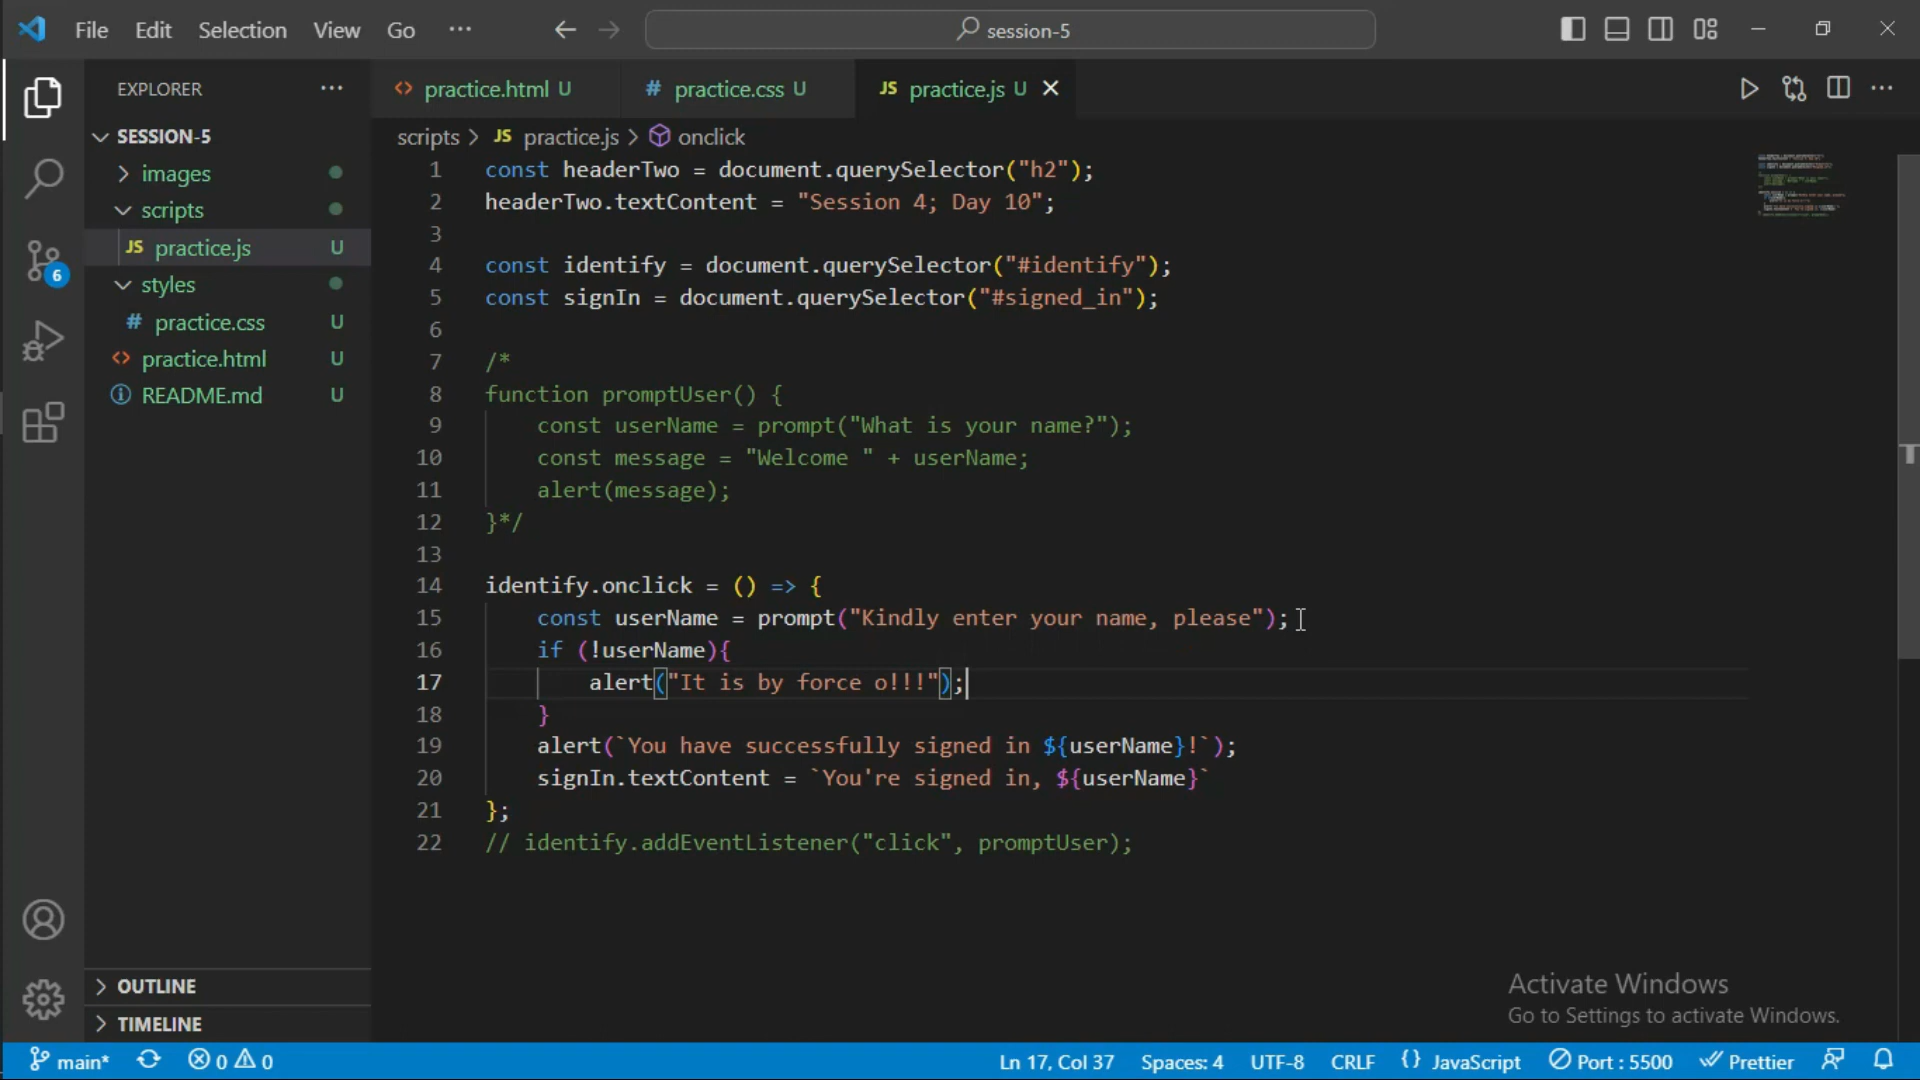 File Edit Selection View Go ··· session-5
EXPLORER ···
SESSION-5
images
scripts
JS practice.js U
styles
# practice.css U
<> practice.html U
README.md U
OUTLINE
TIMELINE
6
<> practice.html U # practice.css U JS practice.js U
scripts > JS practice.js > onclick
1 const headerTwo = document.querySelector("h2");
2 headerTwo.textContent = "Session 4; Day 10";
3
4 const identify = document.querySelector("#identify");
5 const signIn = document.querySelector("#signed_in");
6
7 /*
8 function promptUser() {
9 const userName = prompt("What is your name?");
10 const message = "Welcome " + userName;
11 alert(message);
12 }*/
13
14 identify.onclick = () => {
15 const userName = prompt("Kindly enter your name, please");
16 if (!userName){
17 alert("It is by force o!!!");
18 }
19 alert(`You have successfully signed in ${userName}!`);
20 signIn.textContent = `You're signed in, ${userName}`
21 };
22 // identify.addEventListener("click", promptUser);
Activate Windows
Go to Settings to activate Windows.
main* 0 0 Ln 17, Col 37 Spaces: 4 UTF-8 CRLF {} JavaScript Port : 5500 Prettier